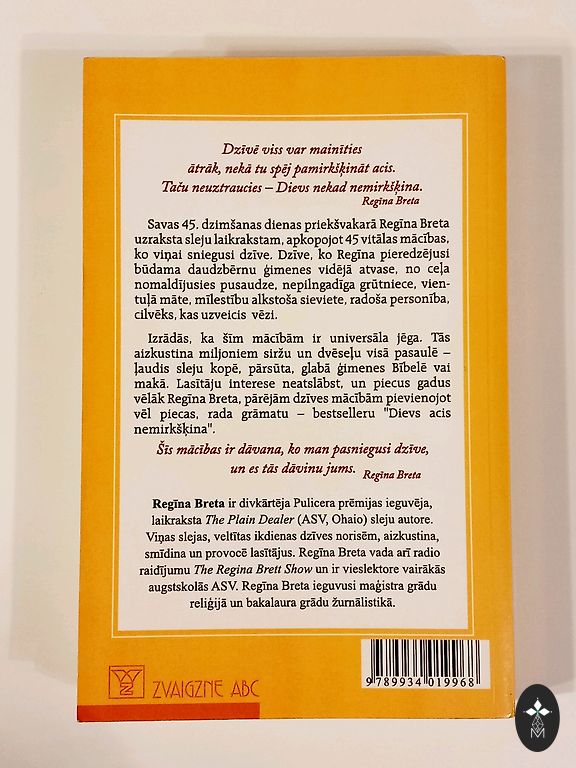 Dzīvē viss var mainīties
ātrāk, nekā tu spēj pamirkšķināt acis.
Taču neuztraucies – Dievs nekad nemirkšķina.
Regīna Breta
Savas 45. dzimšanas dienas priekšvakarā Regīna Breta
uzraksta sleju laikrakstam, apkopojot 45 vitālas mācības,
ko viņai sniegusi dzīve. Dzīve, ko Regīna pieredzējusi
būdama daudzbērnu ģimenes vidējā atvase, no ceļa
nomaldījusies pusaudze, nepilngadīga grūtniece, vien-
tuļā māte, mīlestību alkstoša sieviete, radoša personība,
cilvēks, kas uzveicis vēzi.
Izrādās, ka šīm mācībām ir universāla jēga. Tās
aizkustina miljoniem siržu un dvēseļu visā pasaulē –
ļaudis sleju kopē, pārsūta, glabā ģimenes Bībelē vai
makā. Lasītāju interese neatslābst, un piecus gadus
vēlāk Regīna Breta, pārējām dzīves mācībām pievienojot
vēl piecas, rada grāmatu – bestselleru "Dievs acis
nemirkšķina".
Šīs mācības ir dāvana, ko man pasniegusi dzīve,
un es tās dāvinu jums.
Regīna Breta
Regīna Breta ir divkārtēja Pulicera prēmijas ieguvēja,
laikraksta The Plain Dealer (ASV, Ohaio) sleju autore.
Viņas slejas, veltītas ikdienas dzīves norisēm, aizkustina,
smīdina un provocē lasītājus. Regīna Breta vada arī radio
raidījumu The Regina Brett Show un ir vieslektore vairākās
augstskolās ASV. Regīna Breta ieguvusi maģistra grādu
reliģijā un bakalaura grādu žurnālistikā.
ZVAIGZNE ABC
9789934019968
M